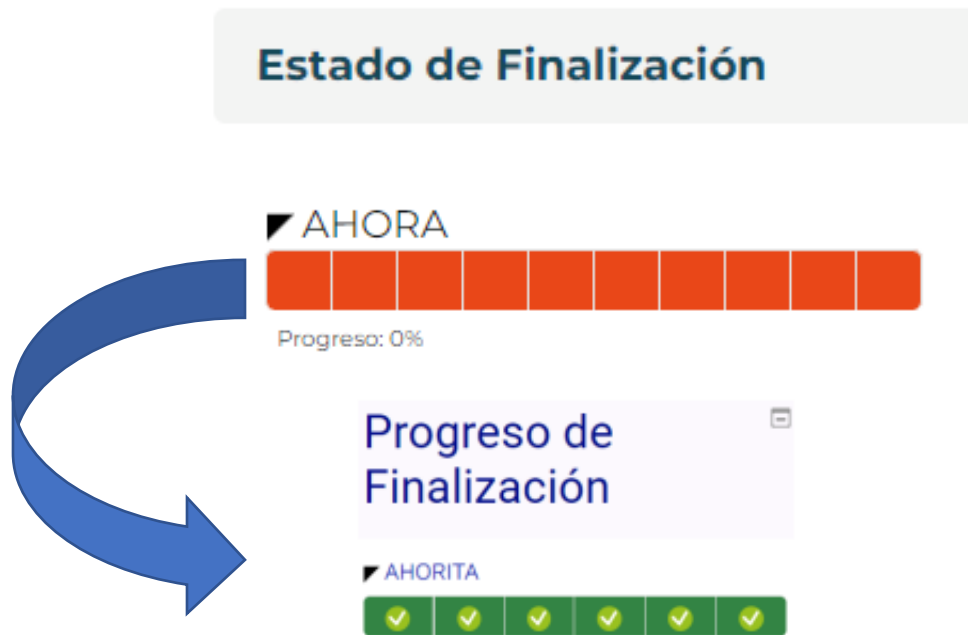 Estado de Finalización
AHORA
Progreso: 0%
Progreso de
Finalización
AHORITA